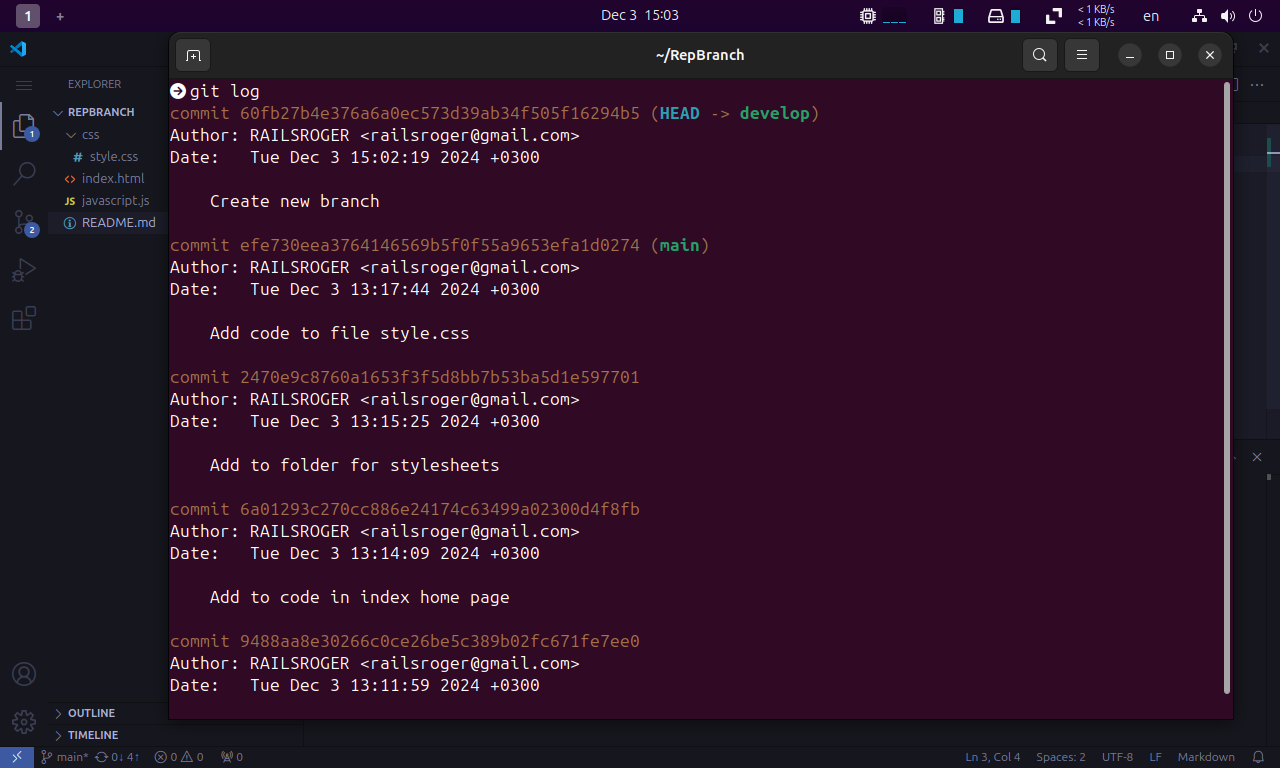 1 +
Dec 3 15:03
< 1 KB/s
< 1 KB/s
en
~/RepBranch
EXPLORER
REPBRANCH
css
# style.css
<> index.html
JS javascript.js
README.md
1
2
OUTLINE
TIMELINE
git log
commit 60fb27b4e376a6a0ec573d39ab34f505f16294b5 (HEAD -> develop)
Author: RAILSROGER <railsroger@gmail.com>
Date:   Tue Dec 3 15:02:19 2024 +0300
Create new branch
commit efe730eea3764146569b5f0f55a9653efa1d0274 (main)
Author: RAILSROGER <railsroger@gmail.com>
Date:   Tue Dec 3 13:17:44 2024 +0300
Add code to file style.css
commit 2470e9c8760a1653f3f5d8bb7b53ba5d1e597701
Author: RAILSROGER <railsroger@gmail.com>
Date:   Tue Dec 3 13:15:25 2024 +0300
Add to folder for stylesheets
commit 6a01293c270cc886e24174c63499a02300d4f8fb
Author: RAILSROGER <railsroger@gmail.com>
Date:   Tue Dec 3 13:14:09 2024 +0300
Add to code in index home page
commit 9488aa8e30266c0ce26be5c389b02fc671fe7ee0
Author: RAILSROGER <railsroger@gmail.com>
Date:   Tue Dec 3 13:11:59 2024 +0300
main* 0↓ 4↑ 0 0 0 Ln 3, Col 4 Spaces: 2 UTF-8 LF Markdown